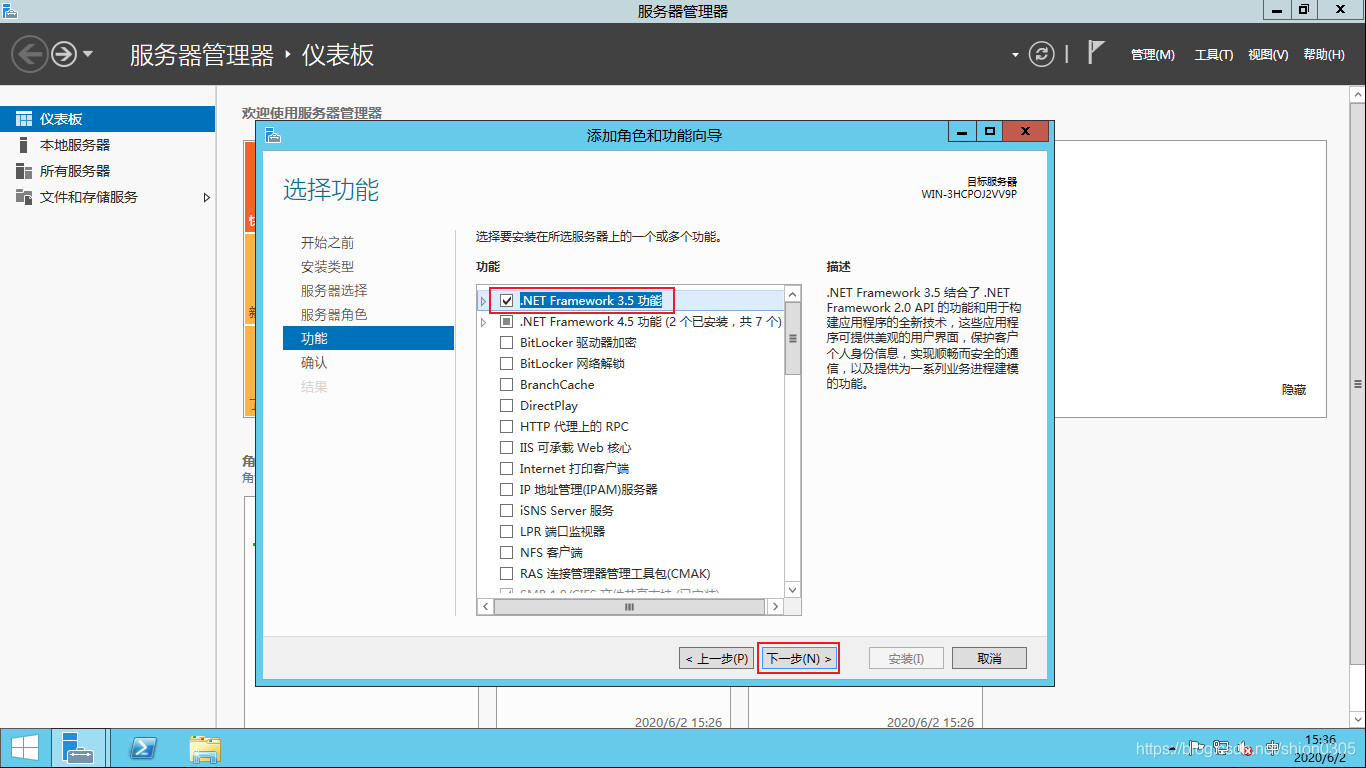 服务器管理器
服务器管理器 ‣ 仪表板
管理(M) 工具(T) 视图(V) 帮助(H)
仪表板
本地服务器
所有服务器
文件和存储服务
欢迎使用服务器管理器
添加角色和功能向导
选择功能
目标服务器
WIN-3HCPOJ2VV9P
开始之前
安装类型
服务器选择
服务器角色
功能
确认
结果
选择要安装在所选服务器上的一个或多个功能。
功能
.NET Framework 3.5 功能
.NET Framework 4.5 功能 (2 个已安装，共 7 个)
BitLocker 驱动器加密
BitLocker 网络解锁
BranchCache
DirectPlay
HTTP 代理上的 RPC
IIS 可承载 Web 核心
Internet 打印客户端
IP 地址管理(IPAM)服务器
iSNS Server 服务
LPR 端口监视器
NFS 客户端
RAS 连接管理器管理工具包(CMAK)
描述
.NET Framework 3.5 结合了 .NET
Framework 2.0 API 的功能和用于构
建应用程序的全新技术，这些应用程
序可提供美观的用户界面，保护客户
个人身份信息，实现顺畅而安全的通
信，以及提供为一系列业务进程建模
的功能。
隐藏
角
角
< 上一步(P)
下一步(N) >
安装(I)
取消
2020/6/2 15:26
2020/6/2 15:26
15:36
2020/6/2
https://blog.csdn.net/shion0305